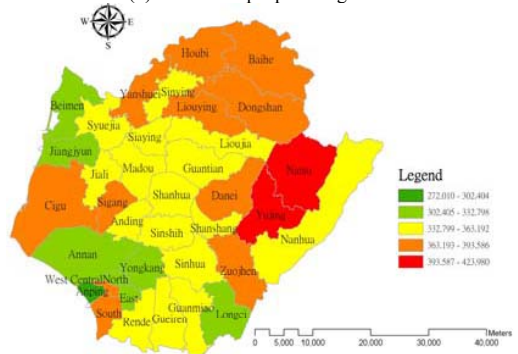 N
W E
S
Houbi
Baihe
Yanshuei
Sinying
Beimen
Liouying
Dongshan
Syuejia
Siaying
Lioujia
Jiangjyun
Madou
Guantian
Jiali
Cigu
Sigang
Shanhua
Danei
Anding
Yujing
Shanshang
Sinshih
Nanhua
Annan
Zuojhen
Yongkang
Sinhua
West Central North
Anping
East
South
Guanmiao
Longci
Rende
Gueiren
Legend
272.010 - 302.404
302.405 - 332.798
332.799 - 363.192
363.193 - 393.586
393.587 - 423.980
Meters
0 5,000 10,000 20,000 30,000 40,000